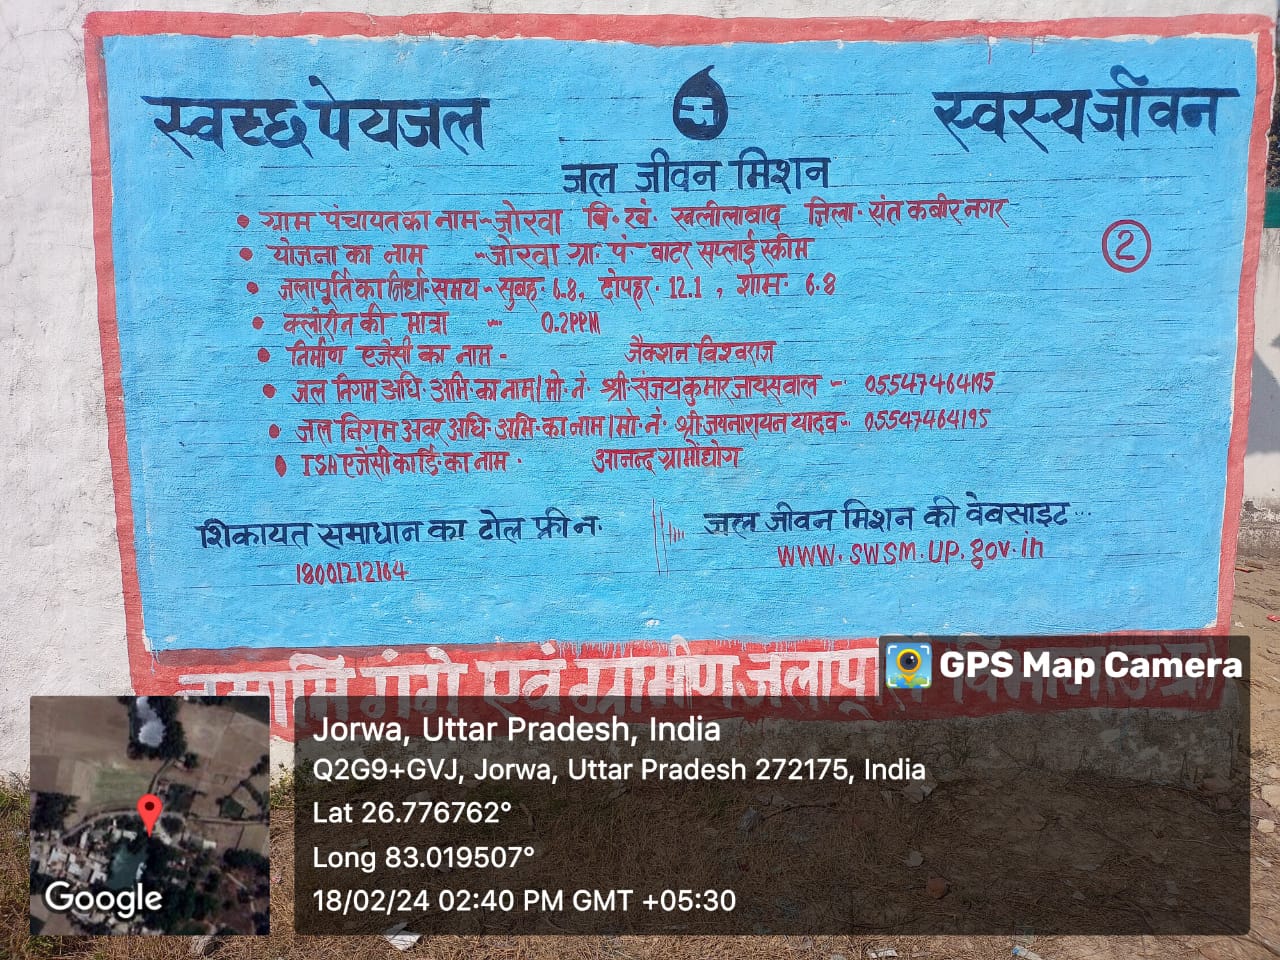 स्वच्छ पेयजल
स्वस्थ जीवन
जल जीवन मिशन
• ग्राम पंचायत का नाम - जोरवा वि. खं. खलीलाबाद जिला. संत कबीर नगर
• योजना का नाम - जोरवा ग्रा. पं. वाटर सप्लाई स्कीम
2
• जलापूर्ति का निर्धा. समय - सुबह. 6.8, दोपहर. 12.1, शाम. 6.8
• क्लोरीन की मात्रा - 0.2PPM
• निर्माण एजेंसी का नाम - जैक्शन विश्वराज
• जल निगम अधि. अभि. का नाम/मो. नं. श्री संजय कुमार जायसवाल - 05547464195
• जल निगम अवर अधि. अभि. का नाम/मो. नं. श्री जयनारायन यादव - 05547464195
• ISA एजेंसी कार्डि. का नाम. आनन्द ग्रामोद्योग
शिकायत समाधान का टोल फ्री न.
18001212164
जल जीवन मिशन की वेबसाइट...
www.swsm.up.gov.in
नमामि गंगे एवं ग्रामीण जलापूर्ति
GPS Map Camera
Jorwa, Uttar Pradesh, India
Q2G9+GVJ, Jorwa, Uttar Pradesh 272175, India
Lat 26.776762°
Long 83.019507°
18/02/24 02:40 PM GMT +05:30
Google